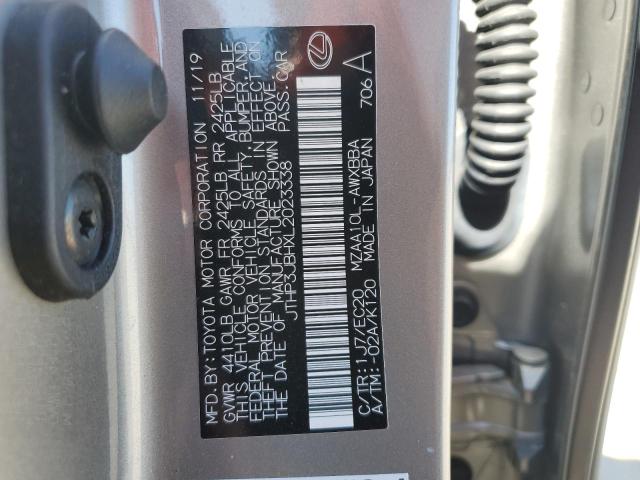 MFD.BY:TOYOTA MOTOR CORPORATION 11/19
GVWR 4410LB GAWR FR 2425LB RR 2425LB
THIS VEHICLE CONFORMS TO ALL APPLICABLE
FEDERAL MOTOR VEHICLE SAFETY, BUMPER, AND
THEFT PREVENTION STANDARDS IN EFFECT ON
THE DATE OF MANUFACTURE SHOWN ABOVE.
JTHP3JBHXL2023338 PASS.CAR
C/TR:1J7/EC20 MZAA10L-AWXBBA
A/TM:-02A/K120 MADE IN JAPAN 706 A